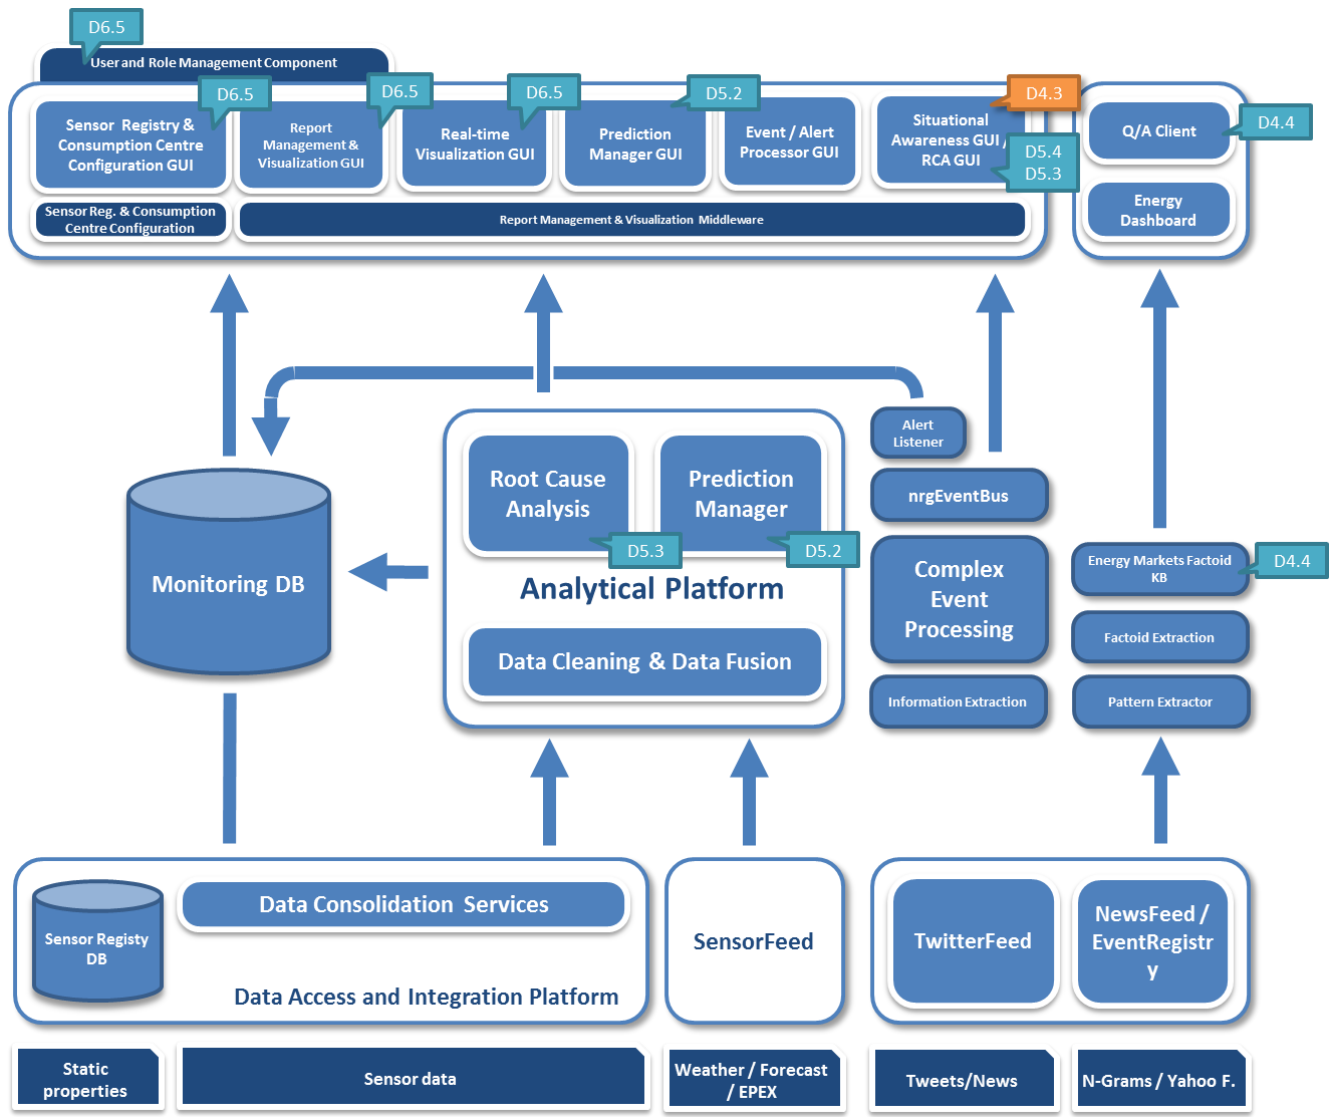 D6.5
User and Role Management Component
D6.5
D6.5
D6.5
D5.2
D4.3
Sensor Registry &
Consumption Centre
Configuration GUI
Report
Management &
Visualization GUI
Real-time
Visualization GUI
Prediction
Manager GUI
Event / Alert
Processor GUI
Situational
Awareness GUI /
RCA GUI
D5.4
D5.3
Q/A Client
D4.4
Sensor Reg. & Consumption
Centre Configuration
Report Management & Visualization Middleware
Energy
Dashboard
Alert
Listener
Root Cause
Analysis
Prediction
Manager
nrgEventBus
D5.3
D5.2
Monitoring DB
Analytical Platform
Complex
Event
Processing
Energy Markets Factoid
KB
D4.4
Factoid Extraction
Data Cleaning & Data Fusion
Information Extraction
Pattern Extractor
Data Consolidation Services
Sensor Registy
DB
Data Access and Integration Platform
SensorFeed
TwitterFeed
NewsFeed /
EventRegistr
y
Static
properties
Sensor data
Weather / Forecast
/ EPEX
Tweets/News
N-Grams / Yahoo F.